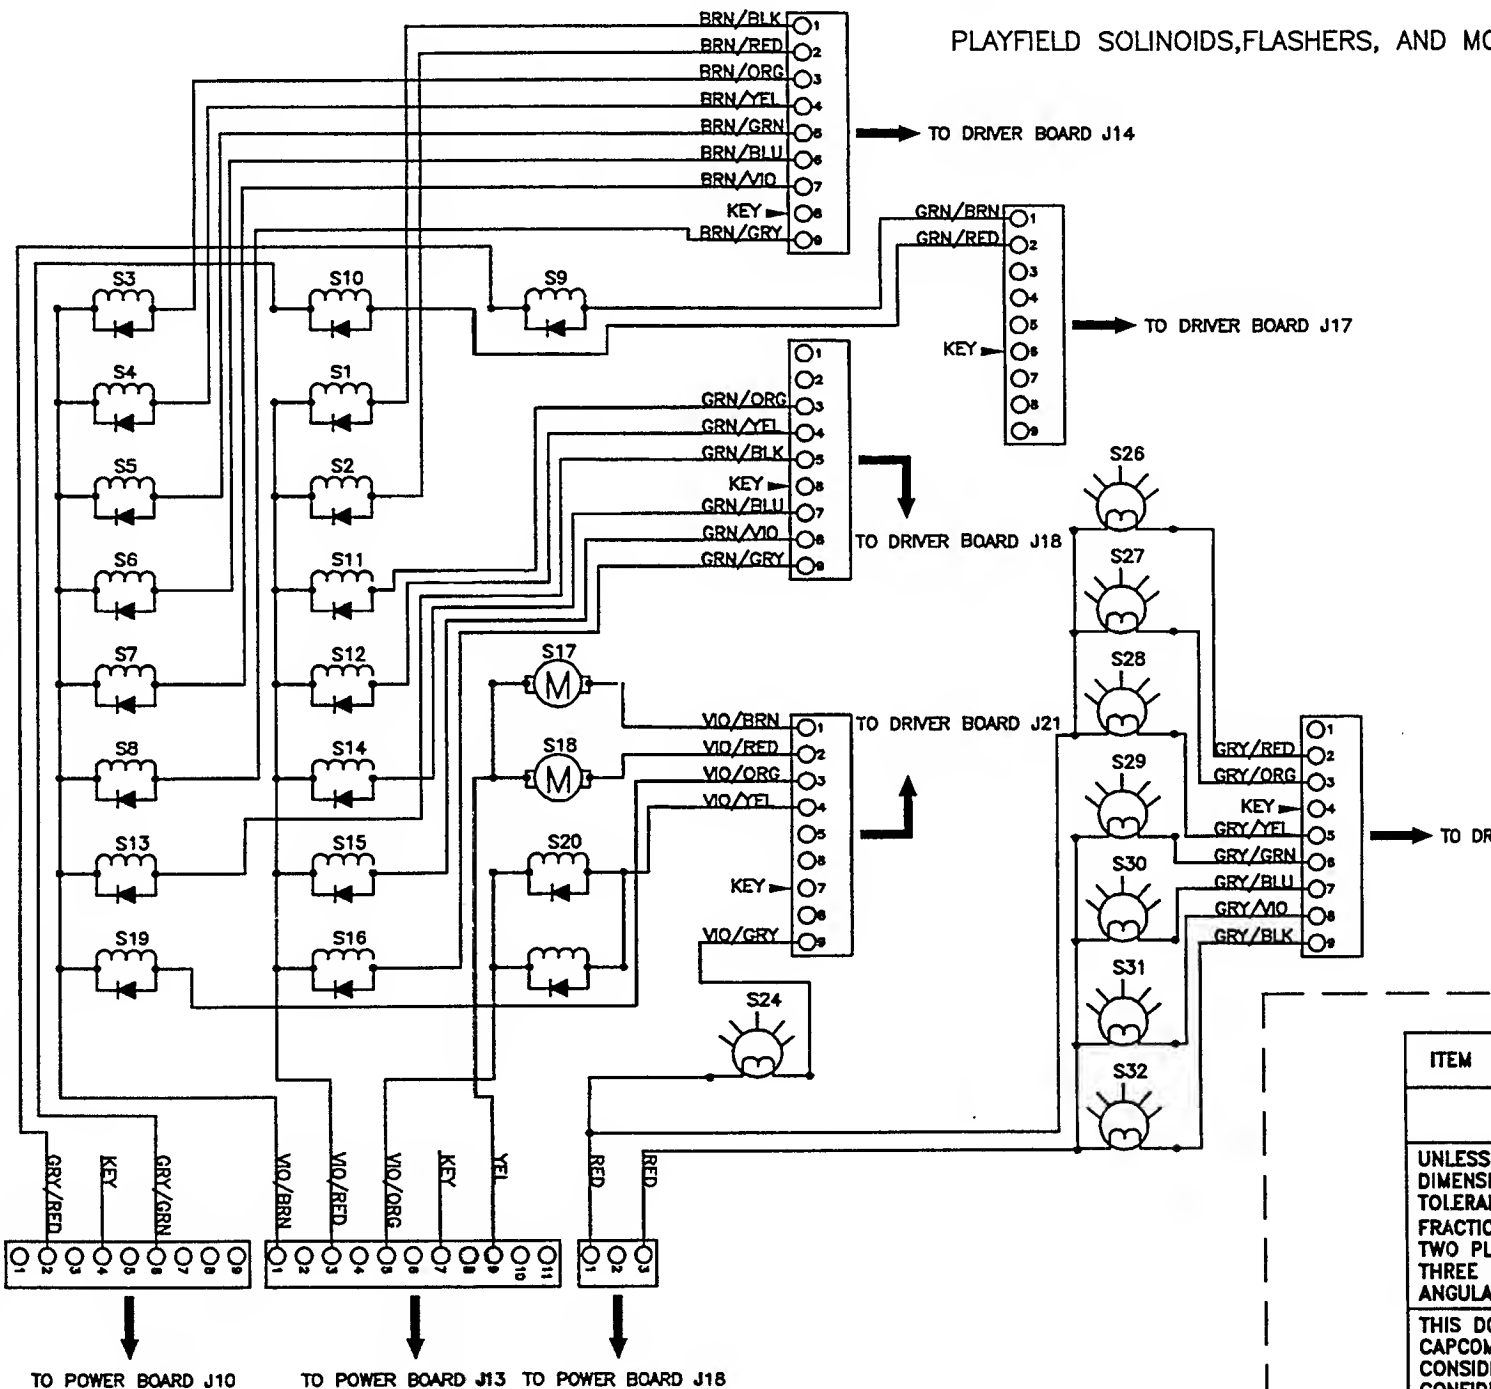 PLAYFIELD SOLINOIDS,FLASHERS, AND MO
BRN/BLK 1
BRN/RED 2
BRN/ORG 3
BRN/YEL 4
BRN/GRN 5
BRN/BLU 6
BRN/VIO 7
KEY 8
BRN/GRY 9
TO DRIVER BOARD J14
GRN/BRN 1
GRN/RED 2
3
4
5
KEY 6
7
8
9
TO DRIVER BOARD J17
S3 S10 S9
S4 S1
S5 S2
S6 S11
S7 S12
S8 S14
S13 S15
S19 S16
1
2
GRN/ORG 3
GRN/YEL 4
GRN/BLK 5
KEY 6
GRN/BLU 7
GRN/VIO 8
GRN/GRY 9
TO DRIVER BOARD J18
S17
M
S18
M
S20
VIO/BRN 1
VIO/RED 2
VIO/ORG 3
VIO/YEL 4
5
6
KEY 7
8
VIO/GRY 9
TO DRIVER BOARD J21
S24
S26
S27
S28
S29
S30
S31
S32
1
GRY/RED 2
GRY/ORG 3
KEY 4
GRY/YEL 5
GRY/GRN 6
GRY/BLU 7
GRY/VIO 8
GRY/BLK 9
TO DR
GRY/RED KEY GRY/GRN
1 2 3 4 5 6 7 8 9
TO POWER BOARD J10
VIO/BRN VIO/RED VIO/ORG KEY YEL
1 2 3 4 5 6 7 8 9 10 11
TO POWER BOARD J13
RED RED
1 2 3
TO POWER BOARD J18
ITEM
UNLESS
DIMENSI
TOLERA
FRACTIO
TWO PL
THREE
ANGULA
THIS DO
CAPCOM
CONSID